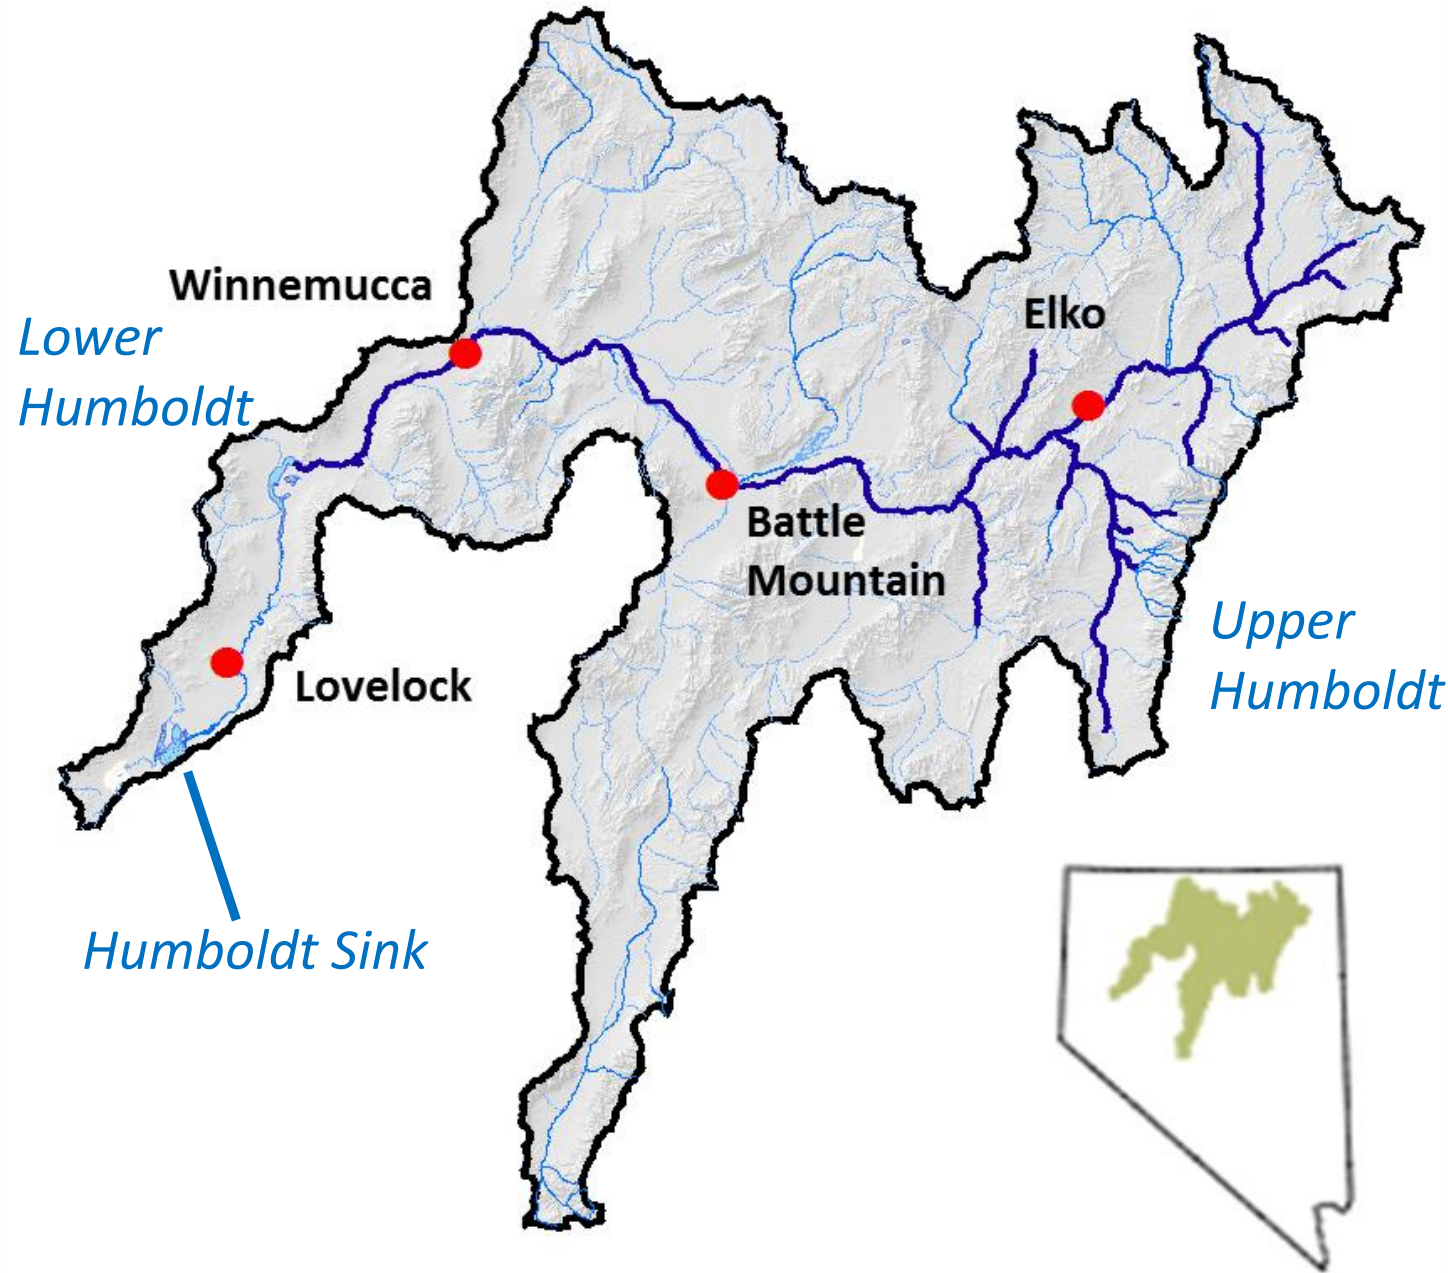 Winnemucca
Lower
Humboldt
Elko
Battle
Mountain
Upper
Humboldt
Lovelock
Humboldt Sink